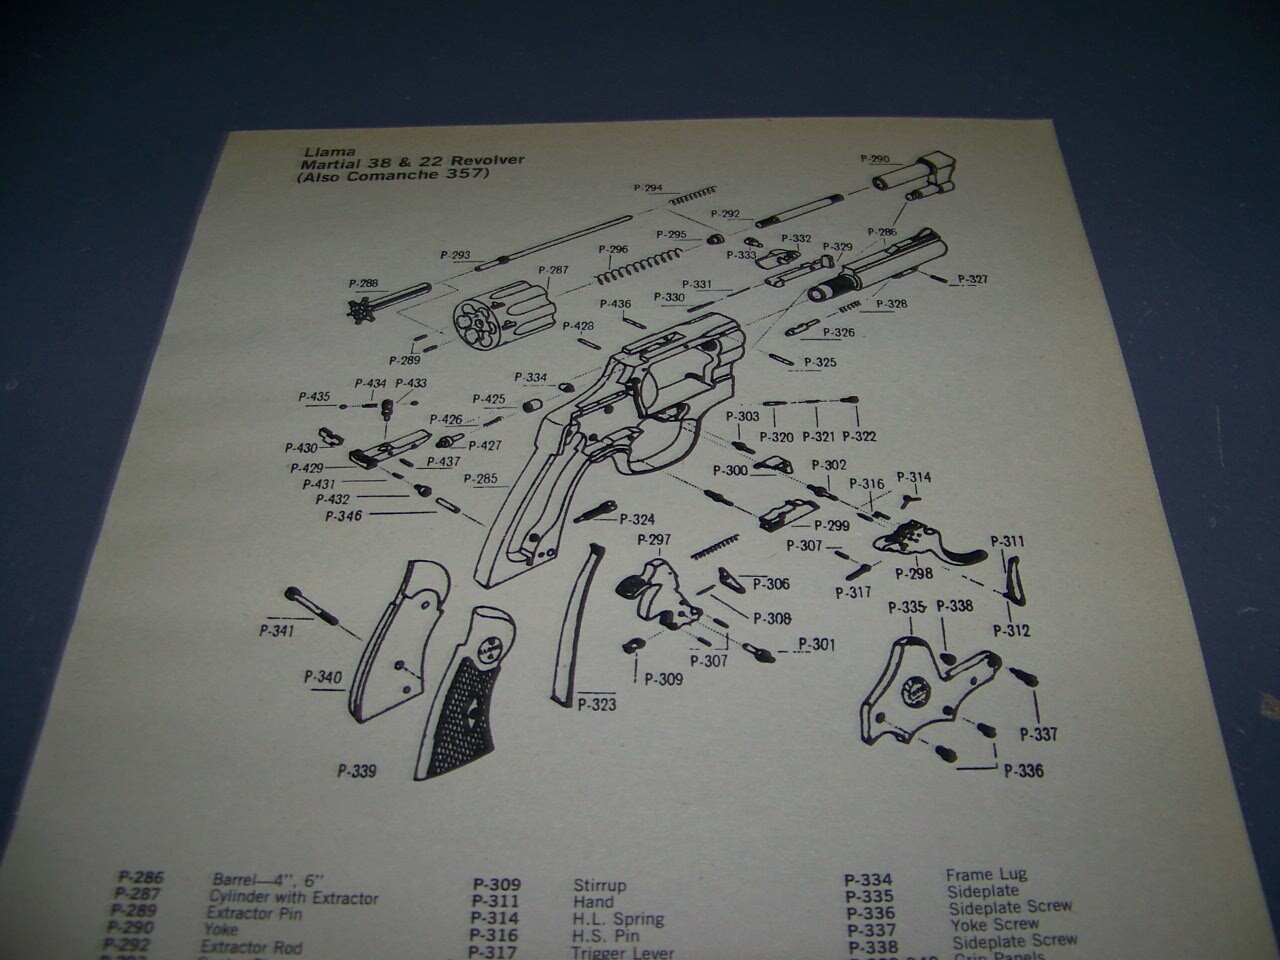 Llama
Martial 38 & 22 Revolver
(Also Comanche 357)
P-290
P-294
P-292
P-286
P-295
P-332
P-296
P-333
P-329
P-293
P-287
P-327
P-288
P-331
P-330
P-328
P-436
P-326
P-428
P-289
P-325
P-334
P-434
P-433
P-435
P-425
P-303
P-426
P-320
P-321
P-322
P-430
P-427
P-429
P-437
P-300
P-302
P-314
P-431
P-285
P-316
P-432
P-346
P-324
P-299
P-297
P-307
P-311
P-298
P-306
P-317
P-335
P-338
P-308
P-341
P-312
P-301
P-307
P-340
P-309
P-323
P-337
P-339
P-336
P-286 Barrel—4", 6"
P-287 Cylinder with Extractor
P-289 Extractor Pin
P-290 Yoke
P-292 Extractor Rod
P-309 Stirrup
P-311 Hand
P-314 H.L. Spring
P-316 H.S. Pin
P-317 Trigger Lever
P-334 Frame Lug
P-335 Sideplate
P-336 Sideplate Screw
P-337 Yoke Screw
P-338 Sideplate Screw
Grip Panels